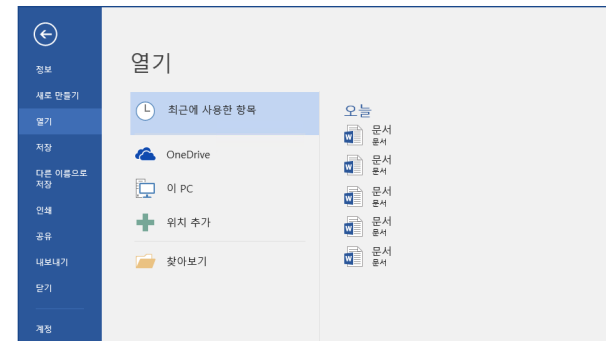 정보
새로 만들기
열기
저장
다른 이름으로
저장
인쇄
공유
내보내기
닫기
계정
열기
최근에 사용한 항목
OneDrive
이 PC
위치 추가
찾아보기
오늘
문서
문서
문서
문서
문서
문서
문서
문서
문서
문서